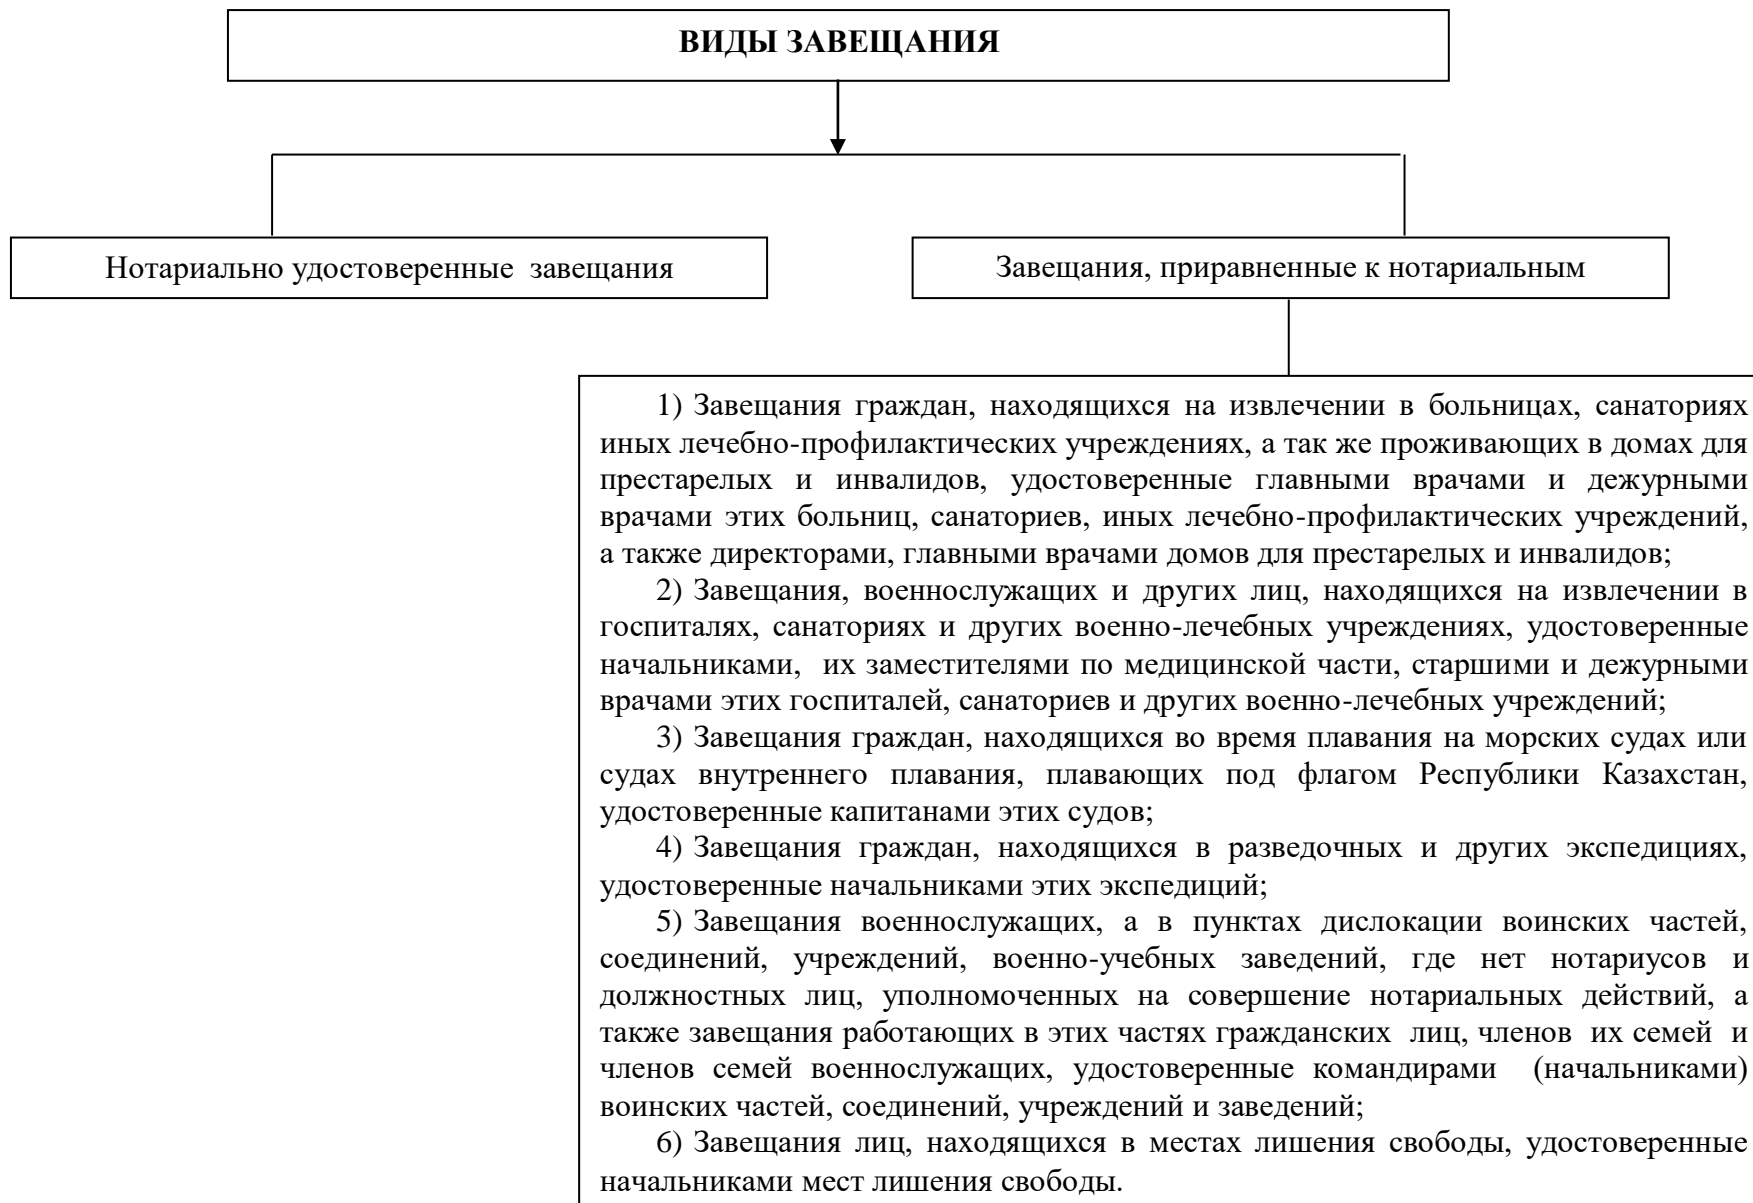 ВИДЫ ЗАВЕЩАНИЯ
Нотариально удостоверенные завещания
Завещания, приравненные к нотариальным
1) Завещания граждан, находящихся на извлечении в больницах, санаториях
иных лечебно-профилактических учреждениях, а так же проживающих в домах для
престарелых и инвалидов, удостоверенные главными врачами и дежурными
врачами этих больниц, санаториев, иных лечебно-профилактических учреждений,
а также директорами, главными врачами домов для престарелых и инвалидов;
2) Завещания, военнослужащих и других лиц, находящихся на извлечении в
госпиталях, санаториях и других военно-лечебных учреждениях, удостоверенные
начальниками, их заместителями по медицинской части, старшими и дежурными
врачами этих госпиталей, санаториев и других военно-лечебных учреждений;
3) Завещания граждан, находящихся во время плавания на морских судах или
судах внутреннего плавания, плавающих под флагом Республики Казахстан,
удостоверенные капитанами этих судов;
4) Завещания граждан, находящихся в разведочных и других экспедициях,
удостоверенные начальниками этих экспедиций;
5) Завещания военнослужащих, а в пунктах дислокации воинских частей,
соединений, учреждений, военно-учебных заведений, где нет нотариусов и
должностных лиц, уполномоченных на совершение нотариальных действий, а
также завещания работающих в этих частях гражданских лиц, членов их семей и
членов семей военнослужащих, удостоверенные командирами (начальниками)
воинских частей, соединений, учреждений и заведений;
6) Завещания лиц, находящихся в местах лишения свободы, удостоверенные
начальниками мест лишения свободы.